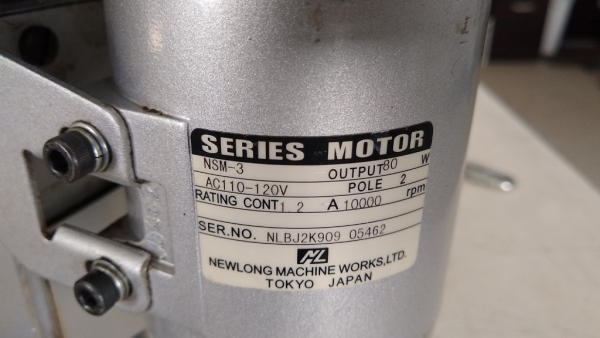 SERIES MOTOR
NSM-3 OUTPUT 80 W
AC110-120V POLE 2
RATING CONT 1.2 A 10000 rpm
SER.NO. NLBJ2K909 05462
NL
NEWLONG MACHINE WORKS,LTD.
TOKYO JAPAN